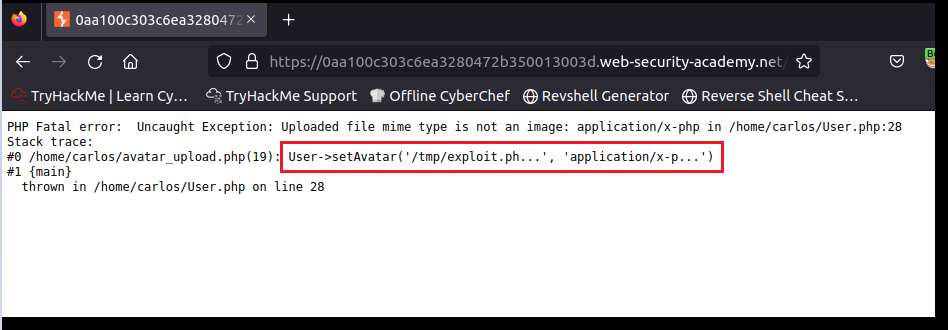 0aa100c303c6ea3280472
https://0aa100c303c6ea3280472b350013003d.web-security-academy.net/
TryHackMe | Learn Cy… TryHackMe Support Offline CyberChef Revshell Generator Reverse Shell Cheat S…
PHP Fatal error:  Uncaught Exception: Uploaded file mime type is not an image: application/x-php in /home/carlos/User.php:28
Stack trace:
#0 /home/carlos/avatar_upload.php(19): User->setAvatar('/tmp/exploit.ph...', 'application/x-p...')
#1 {main}
  thrown in /home/carlos/User.php on line 28